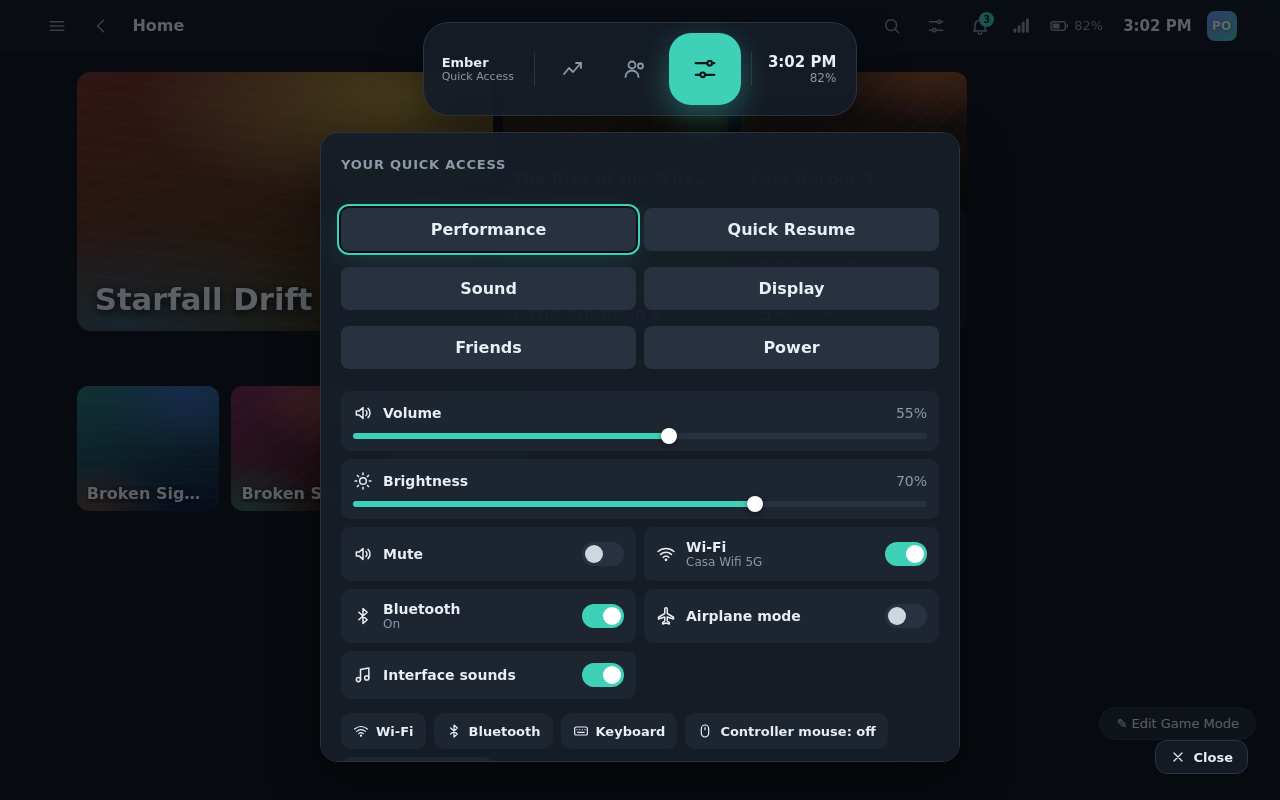 Home
3
82%
3:02 PM
PO
Ember
Quick Access
3:02 PM
82%
YOUR QUICK ACCESS
Performance
Quick Resume
Sound
Display
Friends
Power
Starfall Drift
Volume
55%
Brightness
70%
Broken Sig…
Broken S
Mute
Wi-Fi
Casa Wifi 5G
Bluetooth
On
Airplane mode
Interface sounds
Wi-Fi
Bluetooth
Keyboard
Controller mouse: off
✎ Edit Game Mode
Close